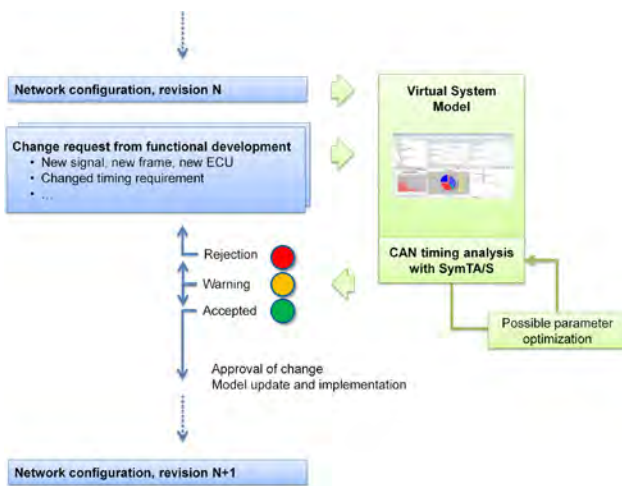 Network configuration, revision N
Virtual System
Model
Change request from functional development
• New signal, new frame, new ECU
• Changed timing requirement
• ...
CAN timing analysis
with SymTA/S
Rejection
Warning
Accepted
Possible parameter
optimization
Approval of change
Model update and implementation
Network configuration, revision N+1